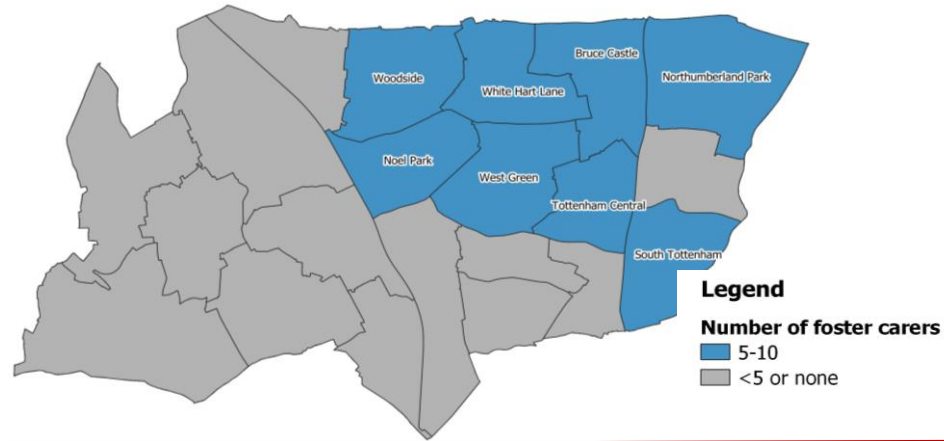 Bruce Castle
Woodside
Northumberland Park
White Hart Lane
Noel Park
West Green
Tottenham Central
South Tottenham
Legend
Number of foster carers
5-10
<5 or none